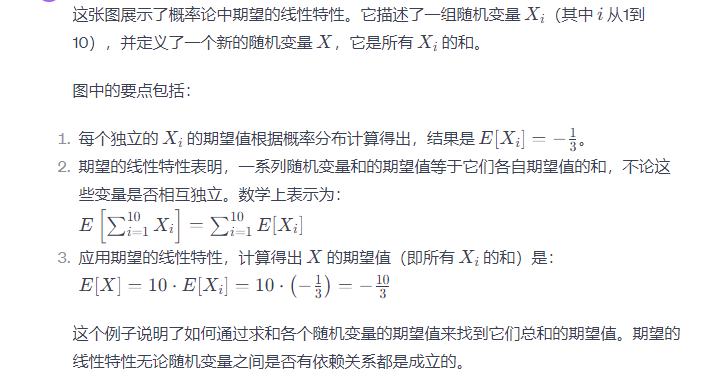 这张图展示了概率论中期望的线性特性。它描述了一组随机变量 $X_i$（其中 $i$ 从1到
10），并定义了一个新的随机变量 $X$，它是所有 $X_i$ 的和。
图中的要点包括：
1. 每个独立的 $X_i$ 的期望值根据概率分布计算得出，结果是 $E[X_i] = -\frac{1}{3}$。
2. 期望的线性特性表明，一系列随机变量和的期望值等于它们各自期望值的和，不论这
些变量是否相互独立。数学上表示为：
$E\left[\sum_{i=1}^{10} X_i\right] = \sum_{i=1}^{10} E[X_i]$
3. 应用期望的线性特性，计算得出 $X$ 的期望值（即所有 $X_i$ 的和）是：
$E[X] = 10 \cdot E[X_i] = 10 \cdot \left(-\frac{1}{3}\right) = -\frac{10}{3}$
这个例子说明了如何通过求和各个随机变量的期望值来找到它们总和的期望值。期望的
线性特性无论随机变量之间是否有依赖关系都是成立的。